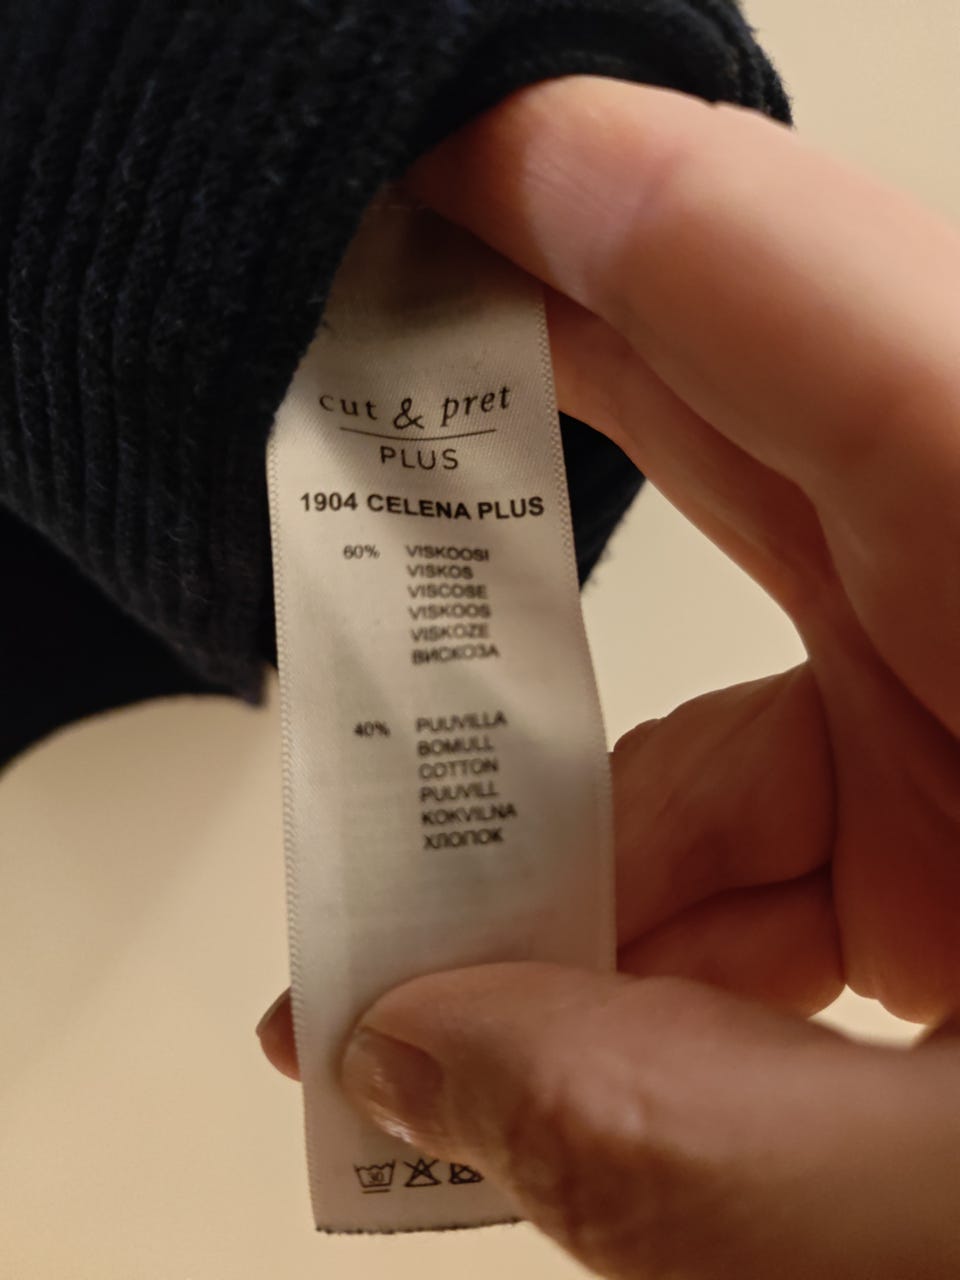 cut & pret
PLUS
1904 CELENA PLUS
60% VISKOOSI
VISKOS
VISCOSE
VISKOOS
VISKOZE
ВИСКОЗА
40% PUUVILLA
BOMULL
COTTON
PUUVILL
KOKVILNA
ХЛОПОК
30